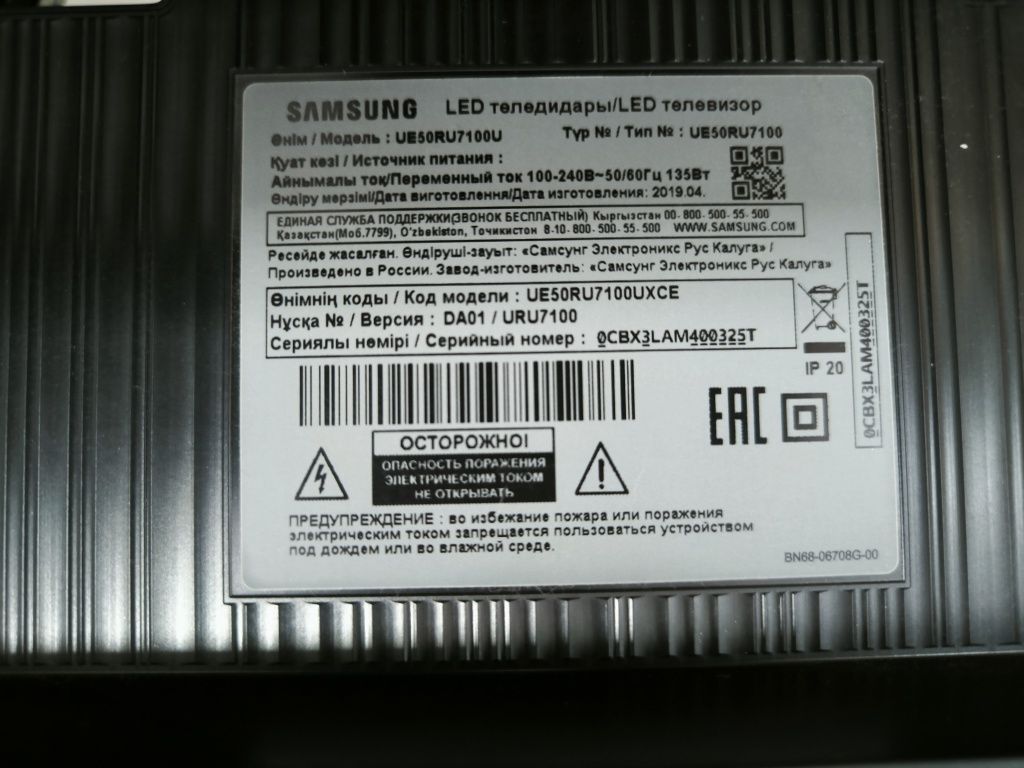 SAMSUNG LED теледидары/LED телевизор
Өнім / Модель : UE50RU7100U Түр № / Тип № : UE50RU7100
Қуат көзі / Источник питания :
Айнымалы ток/Переменный ток 100-240В~50/60Гц 135Вт
Өндіру мерзімі/Дата виготовлення/Дата изготовления: 2019.04.
ЕДИНАЯ СЛУЖБА ПОДДЕРЖКИ(ЗВОНОК БЕСПЛАТНЫЙ) Кыргызстан 00-800-500-55-500
Қазақстан(Моб.7799), O'zbekiston, Точикистон 8-10-800-500-55-500 WWW.SAMSUNG.COM
Ресейде жасалған. Өндіруші-зауыт: «Самсунг Электроникс Рус Калуга» /
Произведено в России. Завод-изготовитель: «Самсунг Электроникс Рус Калуга»
Өнімнің коды / Код модели : UE50RU7100UXCE
Нұсқа № / Версия : DA01 / URU7100
Сериялы нөмірі / Серийный номер : 0CBX3LAM400325T
0CBX3LAM400325T
IP 20
EAC
ОСТОРОЖНО!
ОПАСНОСТЬ ПОРАЖЕНИЯ
ЭЛЕКТРИЧЕСКИМ ТОКОМ
НЕ ОТКРЫВАТЬ
ПРЕДУПРЕЖДЕНИЕ : во избежание пожара или поражения
электрическим током запрещается пользоваться устройством
под дождем или во влажной среде.
BN68-06708G-00